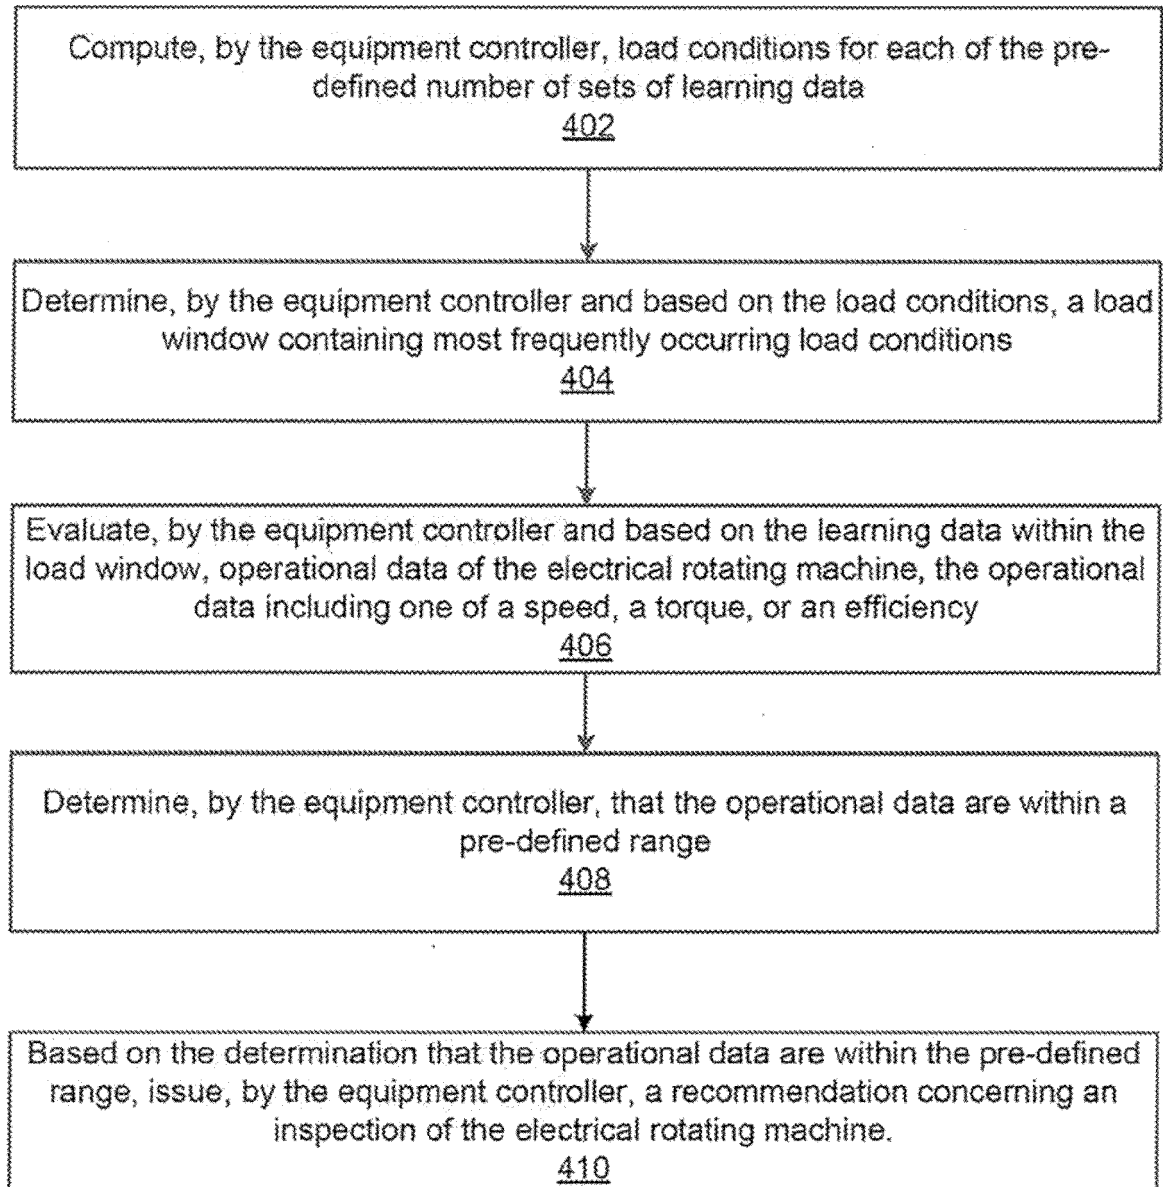 Compute, by the equipment controller, load conditions for each of the pre-
defined number of sets of learning data
402
Determine, by the equipment controller and based on the load conditions, a load
window containing most frequently occurring load conditions
404
Evaluate, by the equipment controller and based on the learning data within the
load window, operational data of the electrical rotating machine, the operational
data including one of a speed, a torque, or an efficiency
406
Determine, by the equipment controller, that the operational data are within a
pre-defined range
408
Based on the determination that the operational data are within the pre-defined
range, issue, by the equipment controller, a recommendation concerning an
inspection of the electrical rotating machine.
410